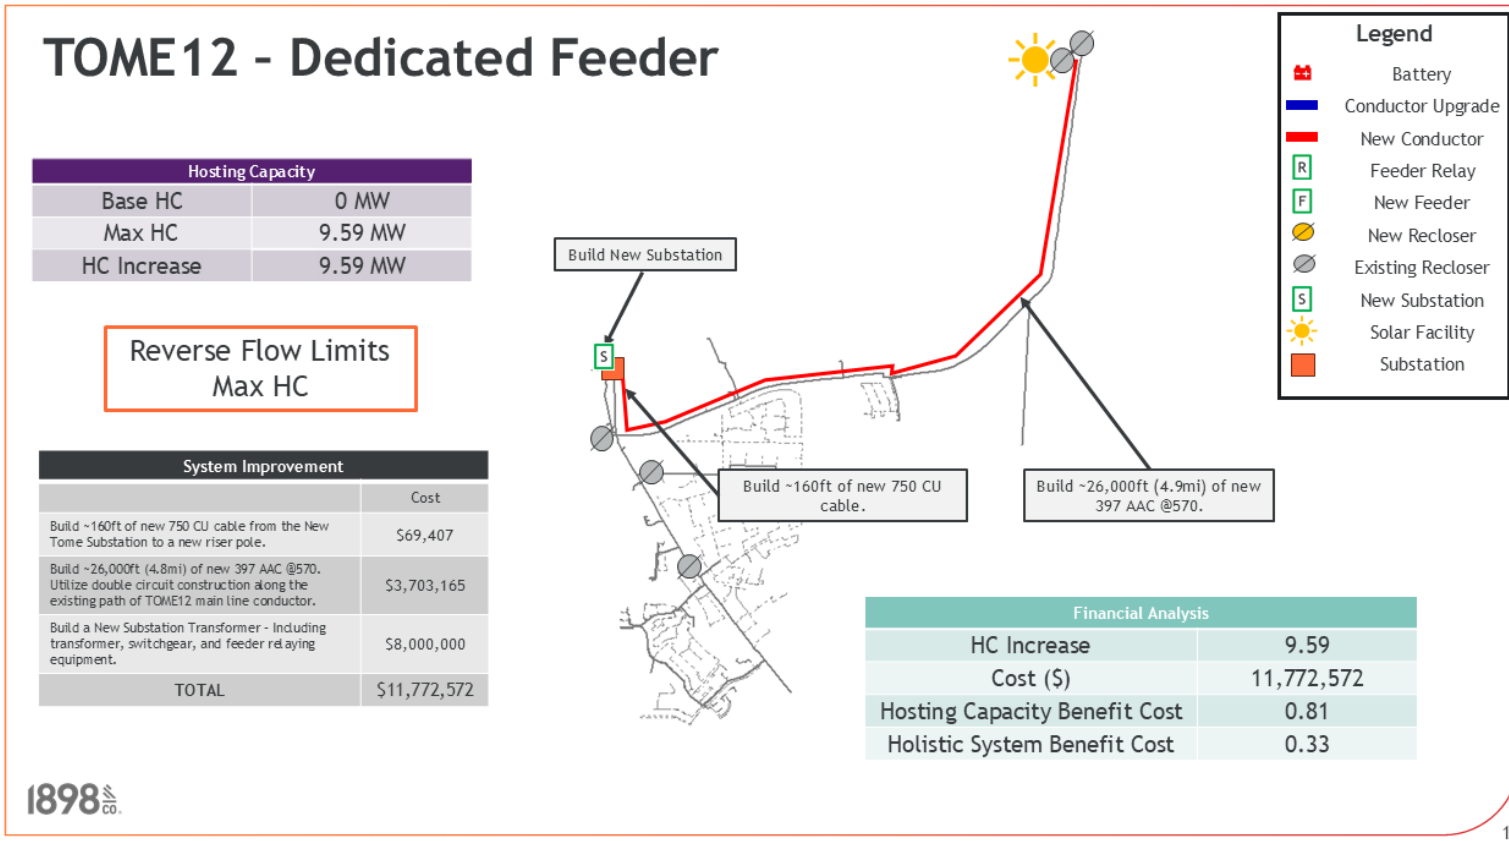 TOME12 – Dedicated Feeder
Hosting Capacity
Base HC 0 MW
Max HC 9.59 MW
HC Increase 9.59 MW
Reverse Flow Limits
Max HC
System Improvement
Cost
Build ~160ft of new 750 CU cable from the New
Tome Substation to a new riser pole.
$69,407
Build ~26,000ft (4.8mi) of new 397 AAC @570.
Utilize double circuit construction along the
existing path of TOME12 main line conductor.
$3,703,165
Build a New Substation Transformer – Including
transformer, switchgear, and feeder relaying
equipment.
$8,000,000
TOTAL $11,772,572
Build New Substation
S
Build ~160ft of new 750 CU
cable.
Build ~26,000ft (4.9mi) of new
397 AAC @570.
Legend
Battery
Conductor Upgrade
New Conductor
R Feeder Relay
F New Feeder
New Recloser
Existing Recloser
S New Substation
Solar Facility
Substation
Financial Analysis
HC Increase 9.59
Cost ($) 11,772,572
Hosting Capacity Benefit Cost 0.81
Holistic System Benefit Cost 0.33
1898 & CO.
1